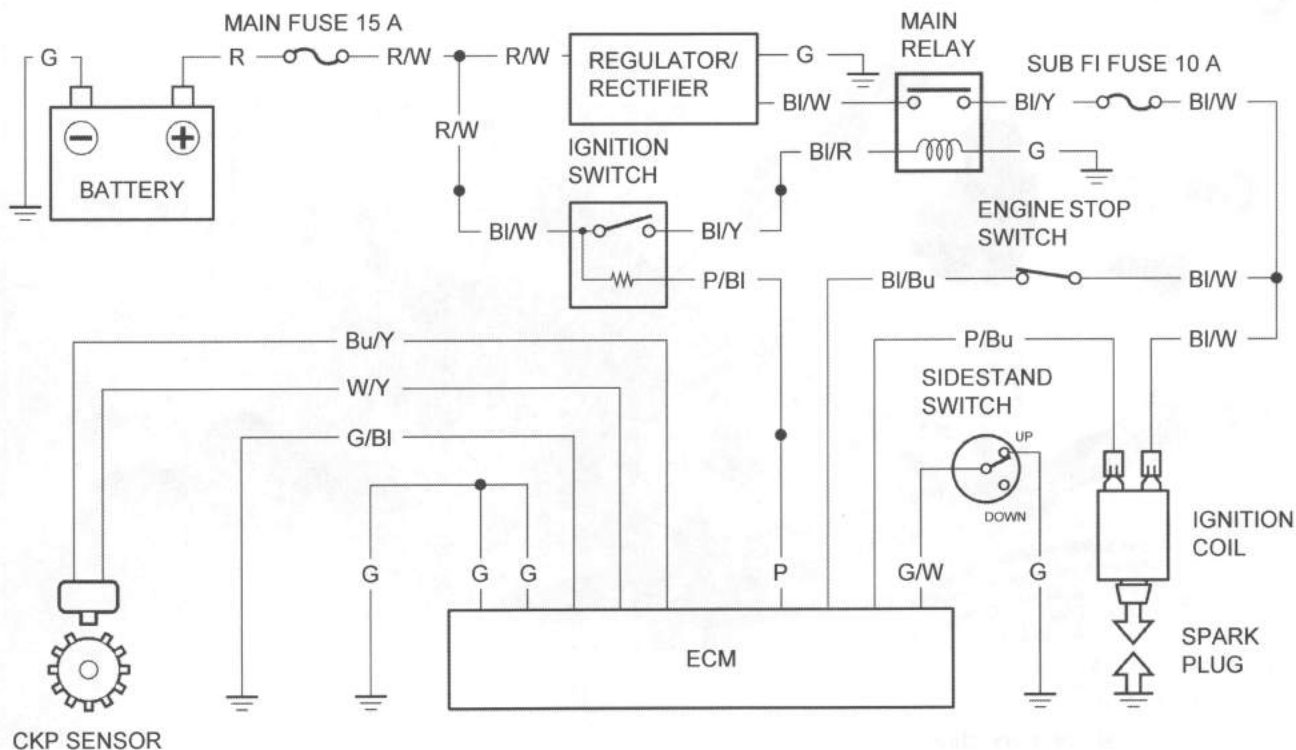 MAIN FUSE 15 A
MAIN
RELAY
SUB FI FUSE 10 A
G
R
R/W
R/W
REGULATOR/
RECTIFIER
G
Bl/W
Bl/Y
Bl/W
R/W
BATTERY
IGNITION
SWITCH
Bl/R
G
Bl/W
Bl/Y
ENGINE STOP
SWITCH
P/Bl
Bl/Bu
Bl/W
Bu/Y
P/Bu
Bl/W
W/Y
SIDESTAND
SWITCH
G/Bl
UP
DOWN
IGNITION
COIL
G
G
G
P
G/W
G
ECM
SPARK
PLUG
CKP SENSOR